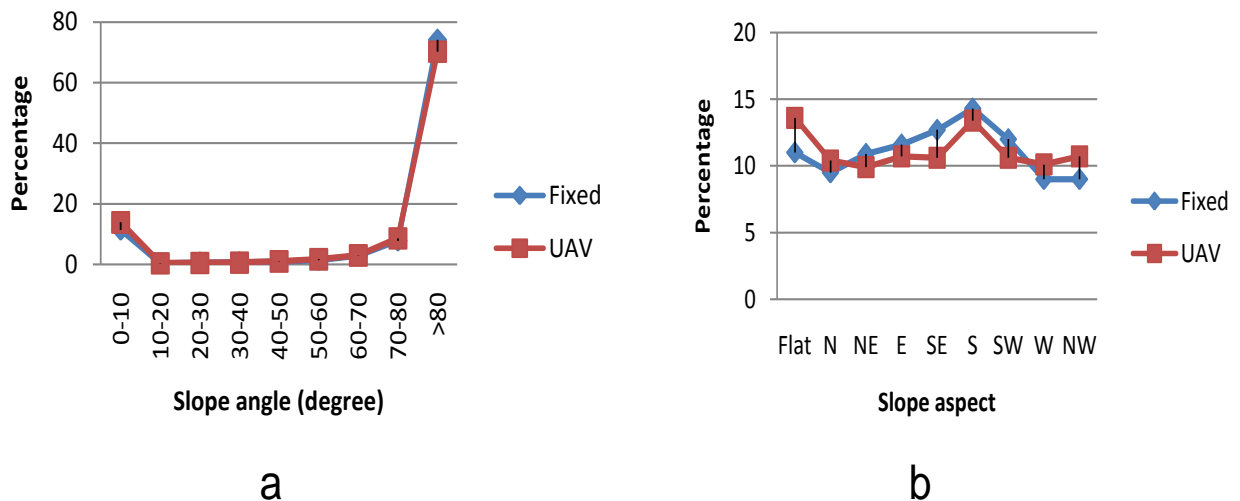 80
60
40
20
0
Percentage
0-10
10-20
20-30
30-40
40-50
50-60
60-70
70-80
>80
Slope angle (degree)
Fixed
UAV
a
20
15
10
5
0
Percentage
Flat N NE E SE S SW W NW
Slope aspect
Fixed
UAV
b